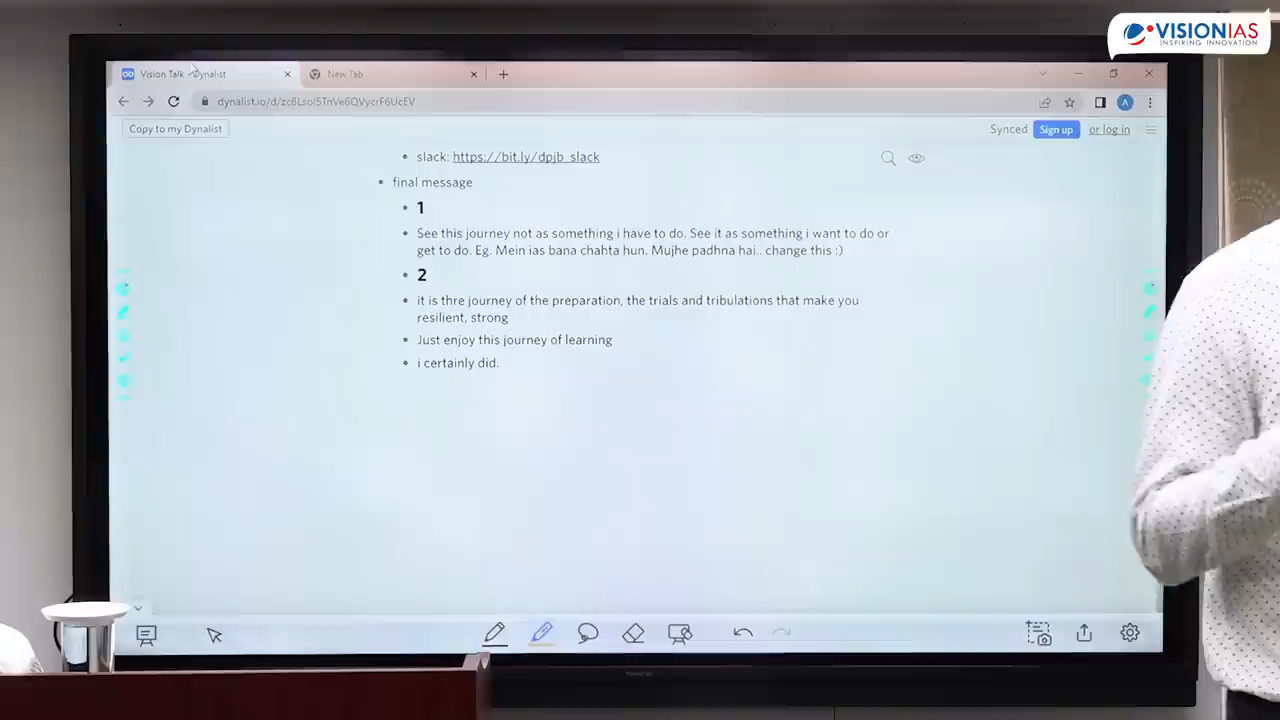 VISIONIAS
INSPIRING INNOVATION
Vision Talk - Dynalist
New Tab
dynalist.io/d/zc8LsoI5TnVe6QVycrF6UcEV
Copy to my Dynalist
Synced
Sign up
or log in
slack: https://bit.ly/dpjb_slack
final message
1
See this journey not as something i have to do. See it as something i want to do or
get to do. Eg. Mein ias bana chahta hun. Mujhe padhna hai.. change this :)
2
it is thre journey of the preparation, the trials and tribulations that make you
resilient, strong
Just enjoy this journey of learning
i certainly did.
A